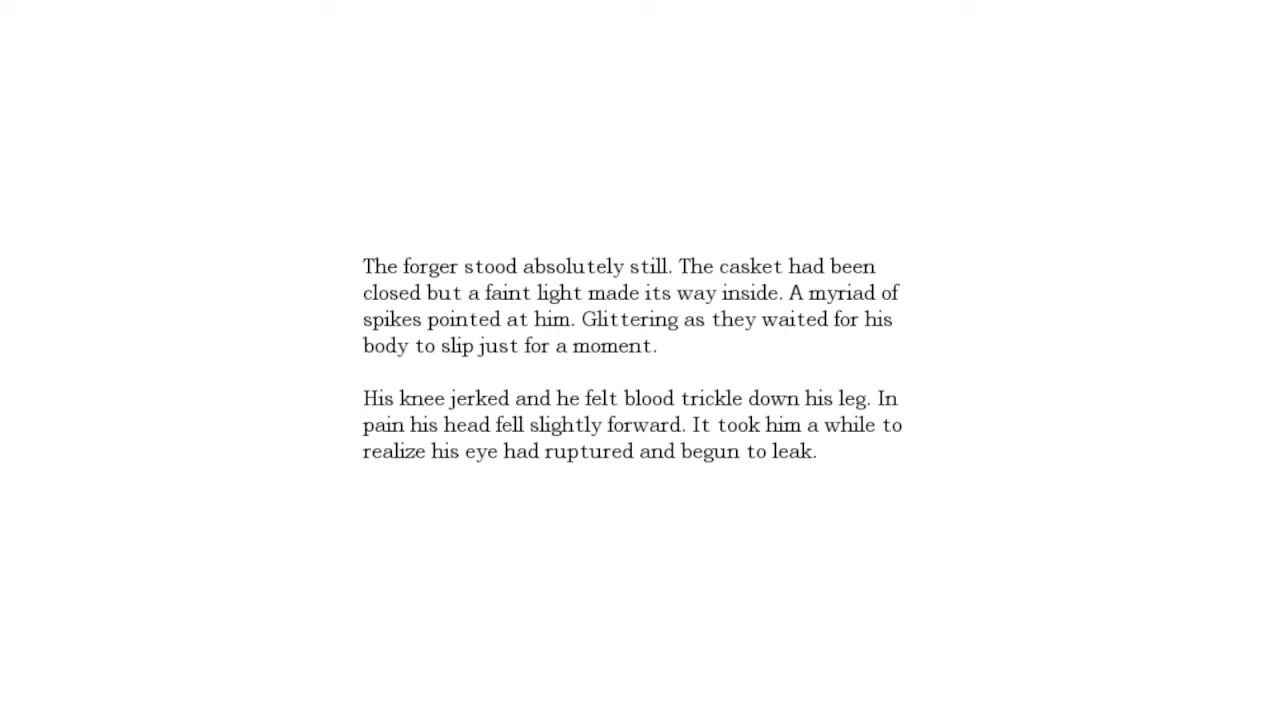 The forger stood absolutely still. The casket had been
closed but a faint light made its way inside. A myriad of
spikes pointed at him. Glittering as they waited for his
body to slip just for a moment.
His knee jerked and he felt blood trickle down his leg. In
pain his head fell slightly forward. It took him a while to
realize his eye had ruptured and begun to leak.